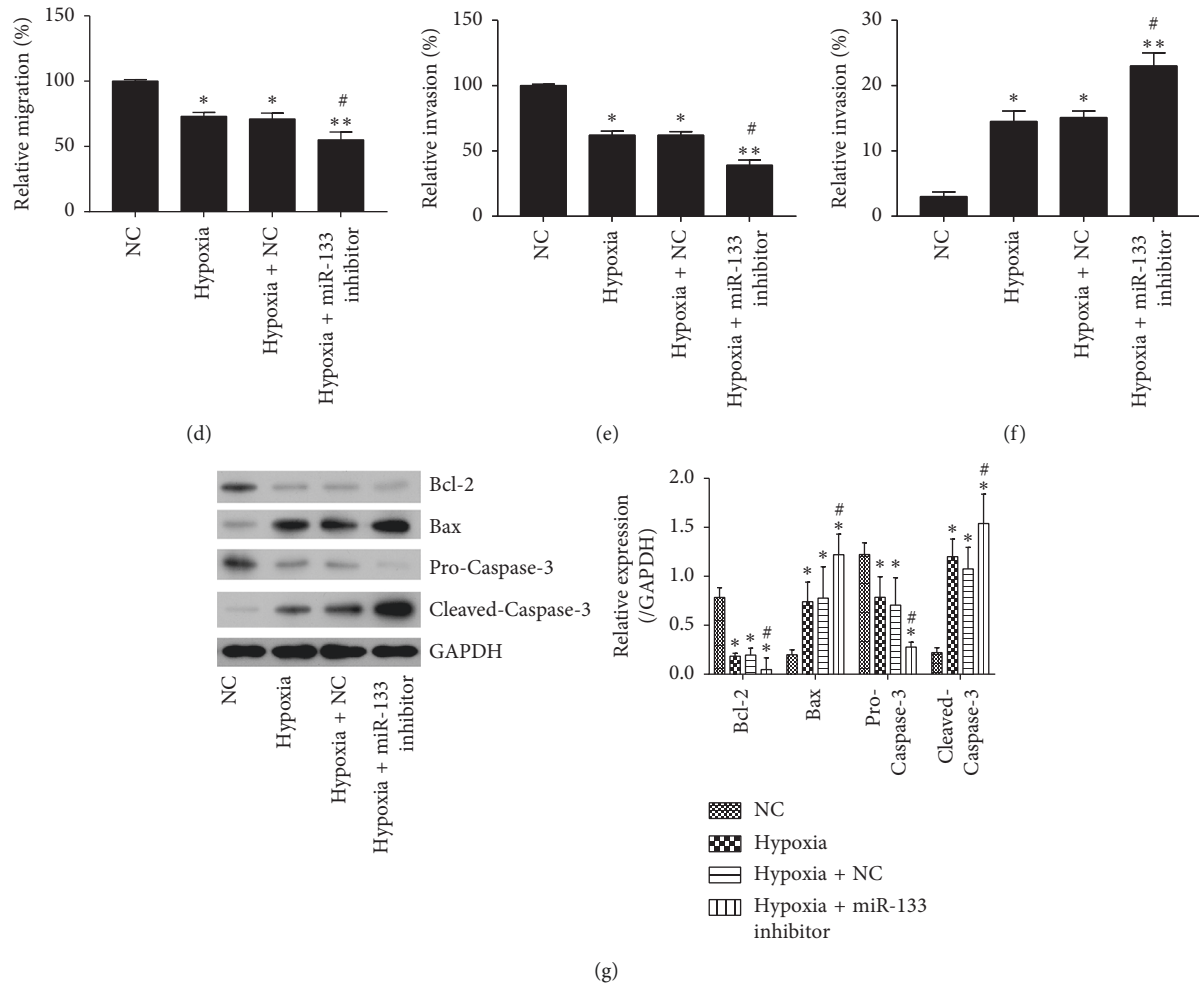 Relative migration (%)
150
100
50
0
*
*
#
**
NC
Hypoxia
Hypoxia + NC
Hypoxia + miR-133
inhibitor
(d)
Relative invasion (%)
150
100
50
0
*
*
#
**
NC
Hypoxia
Hypoxia + NC
Hypoxia + miR-133
inhibitor
(e)
Relative invasion (%)
30
20
10
0
*
*
#
**
NC
Hypoxia
Hypoxia + NC
Hypoxia + miR-133
inhibitor
(f)
Bcl-2
Bax
Pro-Caspase-3
Cleaved-Caspase-3
GAPDH
NC
Hypoxia
Hypoxia + NC
Hypoxia + miR-133
inhibitor
Relative expression
(/GAPDH)
2.0
1.5
1.0
0.5
0.0
*
*
#
*
*
*
#
*
*
*
#
*
*
*
#
*
Bcl-2
Bax
Pro-
Caspase-3
Cleaved-
Caspase-3
NC
Hypoxia
Hypoxia + NC
Hypoxia + miR-133
inhibitor
(g)